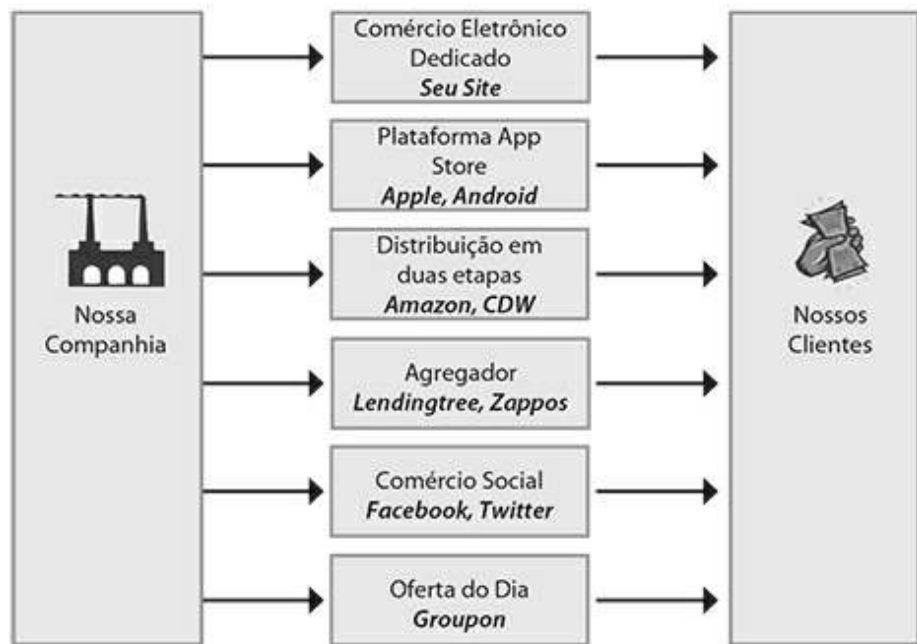 Comércio Eletrônico
Dedicado
Seu Site
Plataforma App
Store
Apple, Android
Distribuição em
duas etapas
Amazon, CDW
Nossa
Companhia
Nossos
Clientes
Agregador
Lendingtree, Zappos
Comércio Social
Facebook, Twitter
Oferta do Dia
Groupon